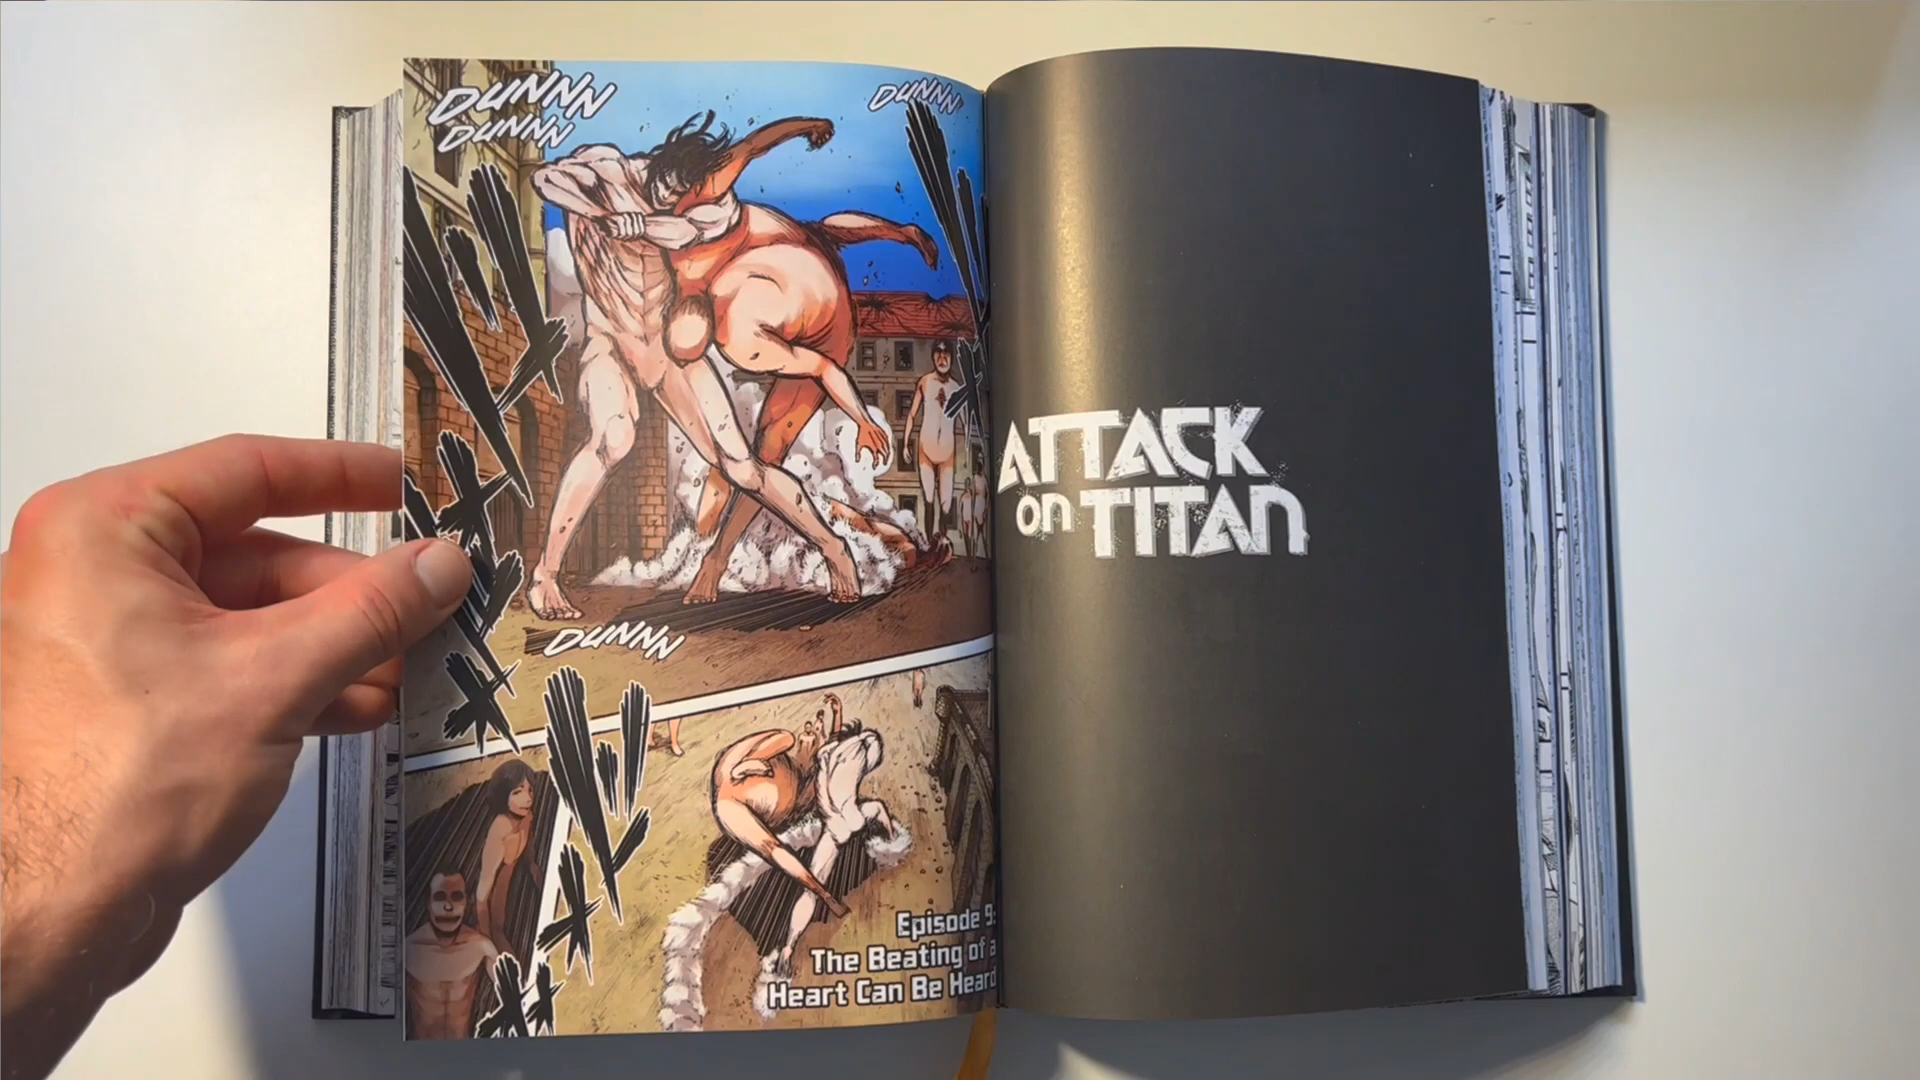 DUNNN
DUNNN
DUNNN
DUNNN
Episode 9:
The Beating of a
Heart Can Be Heard
ATTACK
on TITAN